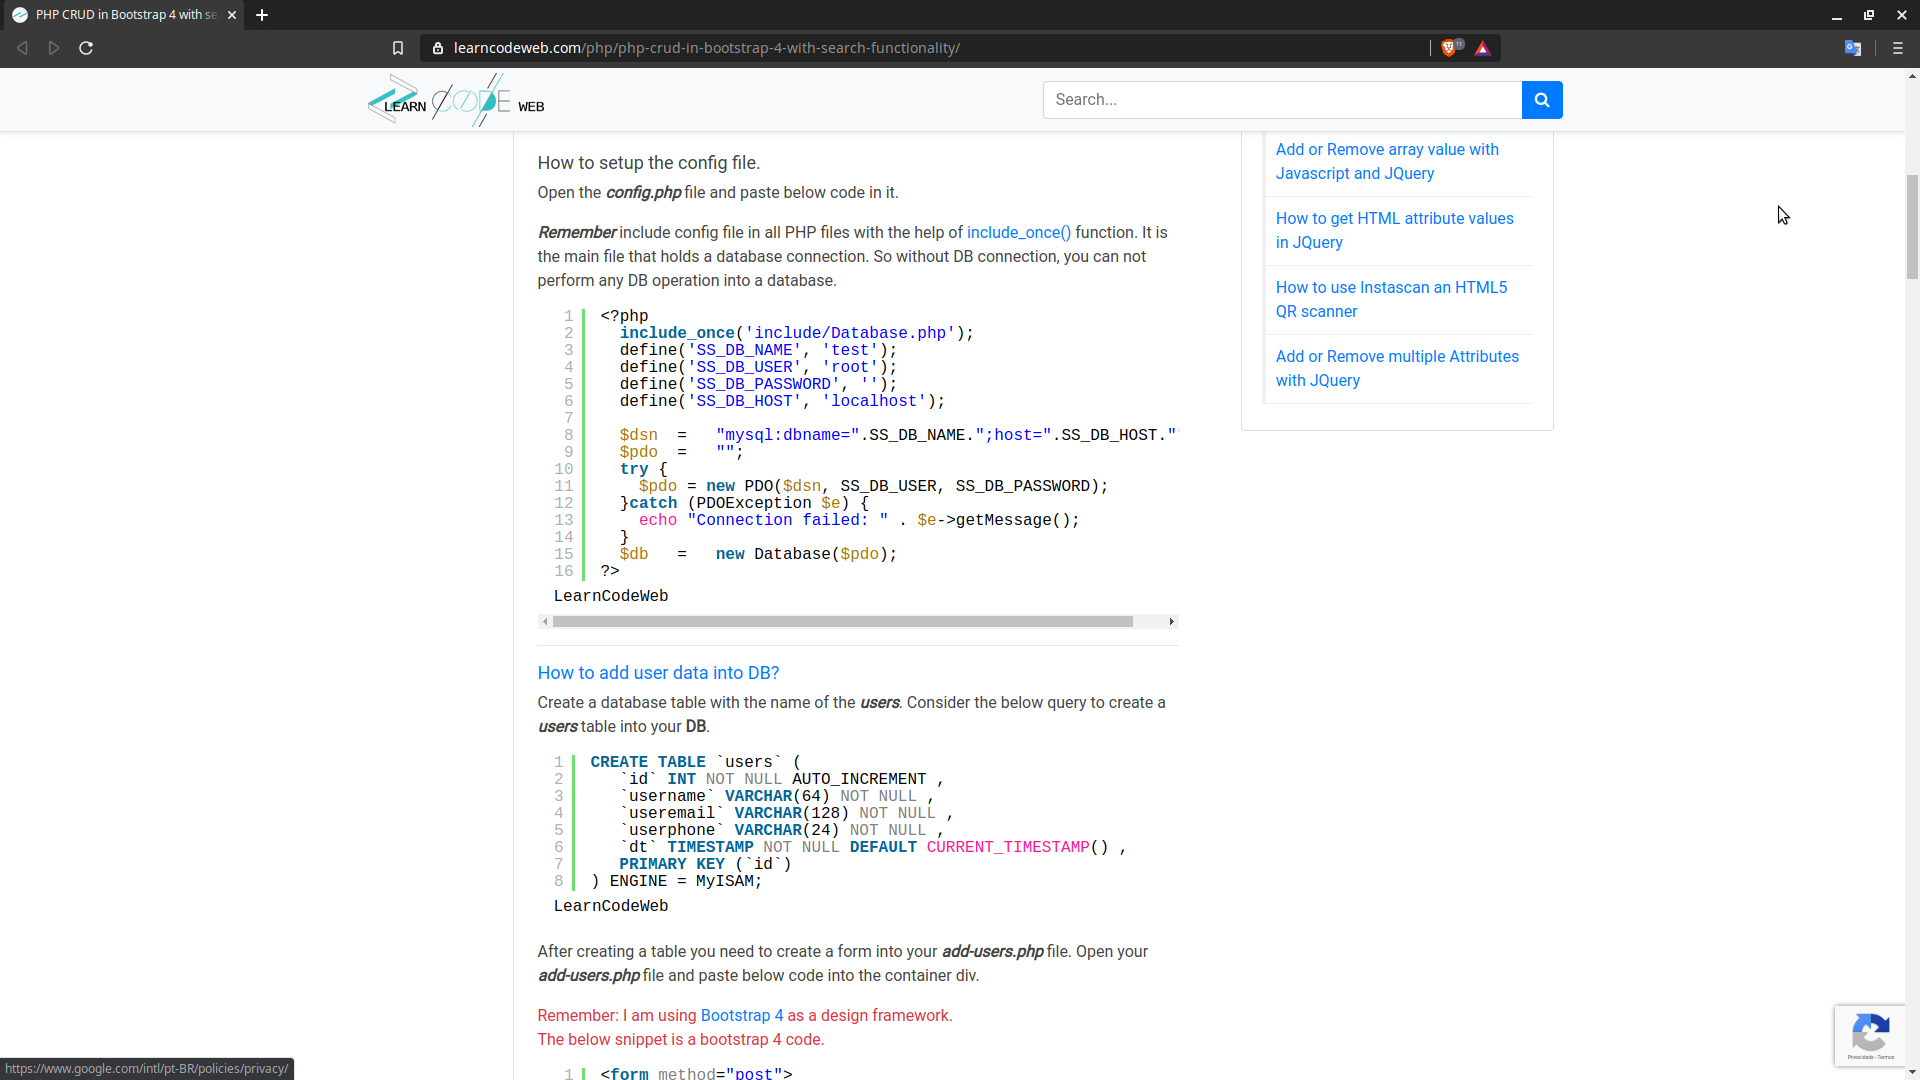 PHP CRUD in Bootstrap 4 with se
learncodeweb.com/php/php-crud-in-bootstrap-4-with-search-functionality/
LEARN CODE WEB
Search...
How to setup the config file.
Open the config.php file and paste below code in it.
Remember include config file in all PHP files with the help of include_once() function. It is
the main file that holds a database connection. So without DB connection, you can not
perform any DB operation into a database.
1 <?php
2 include_once('include/Database.php');
3 define('SS_DB_NAME', 'test');
4 define('SS_DB_USER', 'root');
5 define('SS_DB_PASSWORD', '');
6 define('SS_DB_HOST', 'localhost');
7
8 $dsn = "mysql:dbname=".SS_DB_NAME.";host=".SS_DB_HOST."
9 $pdo = "";
10 try {
11 $pdo = new PDO($dsn, SS_DB_USER, SS_DB_PASSWORD);
12 }catch (PDOException $e) {
13 echo "Connection failed: " . $e->getMessage();
14 }
15 $db = new Database($pdo);
16 ?>
LearnCodeWeb
How to add user data into DB?
Create a database table with the name of the users. Consider the below query to create a
users table into your DB.
1 CREATE TABLE `users` (
2 `id` INT NOT NULL AUTO_INCREMENT ,
3 `username` VARCHAR(64) NOT NULL ,
4 `useremail` VARCHAR(128) NOT NULL ,
5 `userphone` VARCHAR(24) NOT NULL ,
6 `dt` TIMESTAMP NOT NULL DEFAULT CURRENT_TIMESTAMP() ,
7 PRIMARY KEY (`id`)
8 ) ENGINE = MyISAM;
LearnCodeWeb
After creating a table you need to create a form into your add-users.php file. Open your
add-users.php file and paste below code into the container div.
Remember: I am using Bootstrap 4 as a design framework.
The below snippet is a bootstrap 4 code.
1 <form method="post">
Add or Remove array value with
Javascript and JQuery
How to get HTML attribute values
in JQuery
How to use Instascan an HTML5
QR scanner
Add or Remove multiple Attributes
with JQuery
Privacidade - Termos
https://www.google.com/intl/pt-BR/policies/privacy/